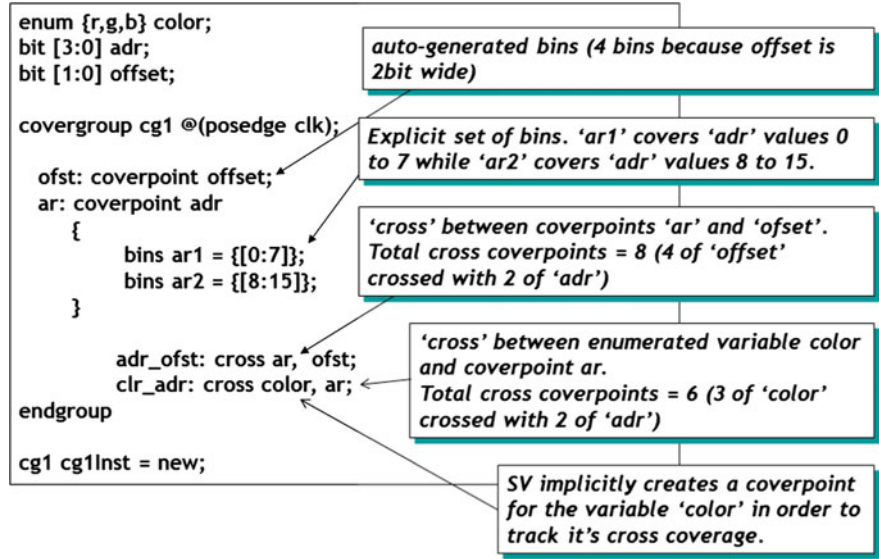 enum {r,g,b} color;
bit [3:0] adr;
bit [1:0] offset;
auto-generated bins (4 bins because offset is
2bit wide)
covergroup cg1 @(posedge clk);
Explicit set of bins. ‘ar1’ covers ‘adr’ values 0
to 7 while ‘ar2’ covers ‘adr’ values 8 to 15.
ofst: coverpoint offset;
ar: coverpoint adr
{
bins ar1 = {[0:7]};
bins ar2 = {[8:15]};
}
‘cross’ between coverpoints ‘ar’ and ‘ofset’.
Total cross coverpoints = 8 (4 of ‘offset’
crossed with 2 of ‘adr’)
adr_ofst: cross ar, ofst;
clr_adr: cross color, ar;
endgroup
‘cross’ between enumerated variable color
and coverpoint ar.
Total cross coverpoints = 6 (3 of ‘color’
crossed with 2 of ‘adr’)
cg1 cg1Inst = new;
SV implicitly creates a coverpoint
for the variable ‘color’ in order to
track it’s cross coverage.